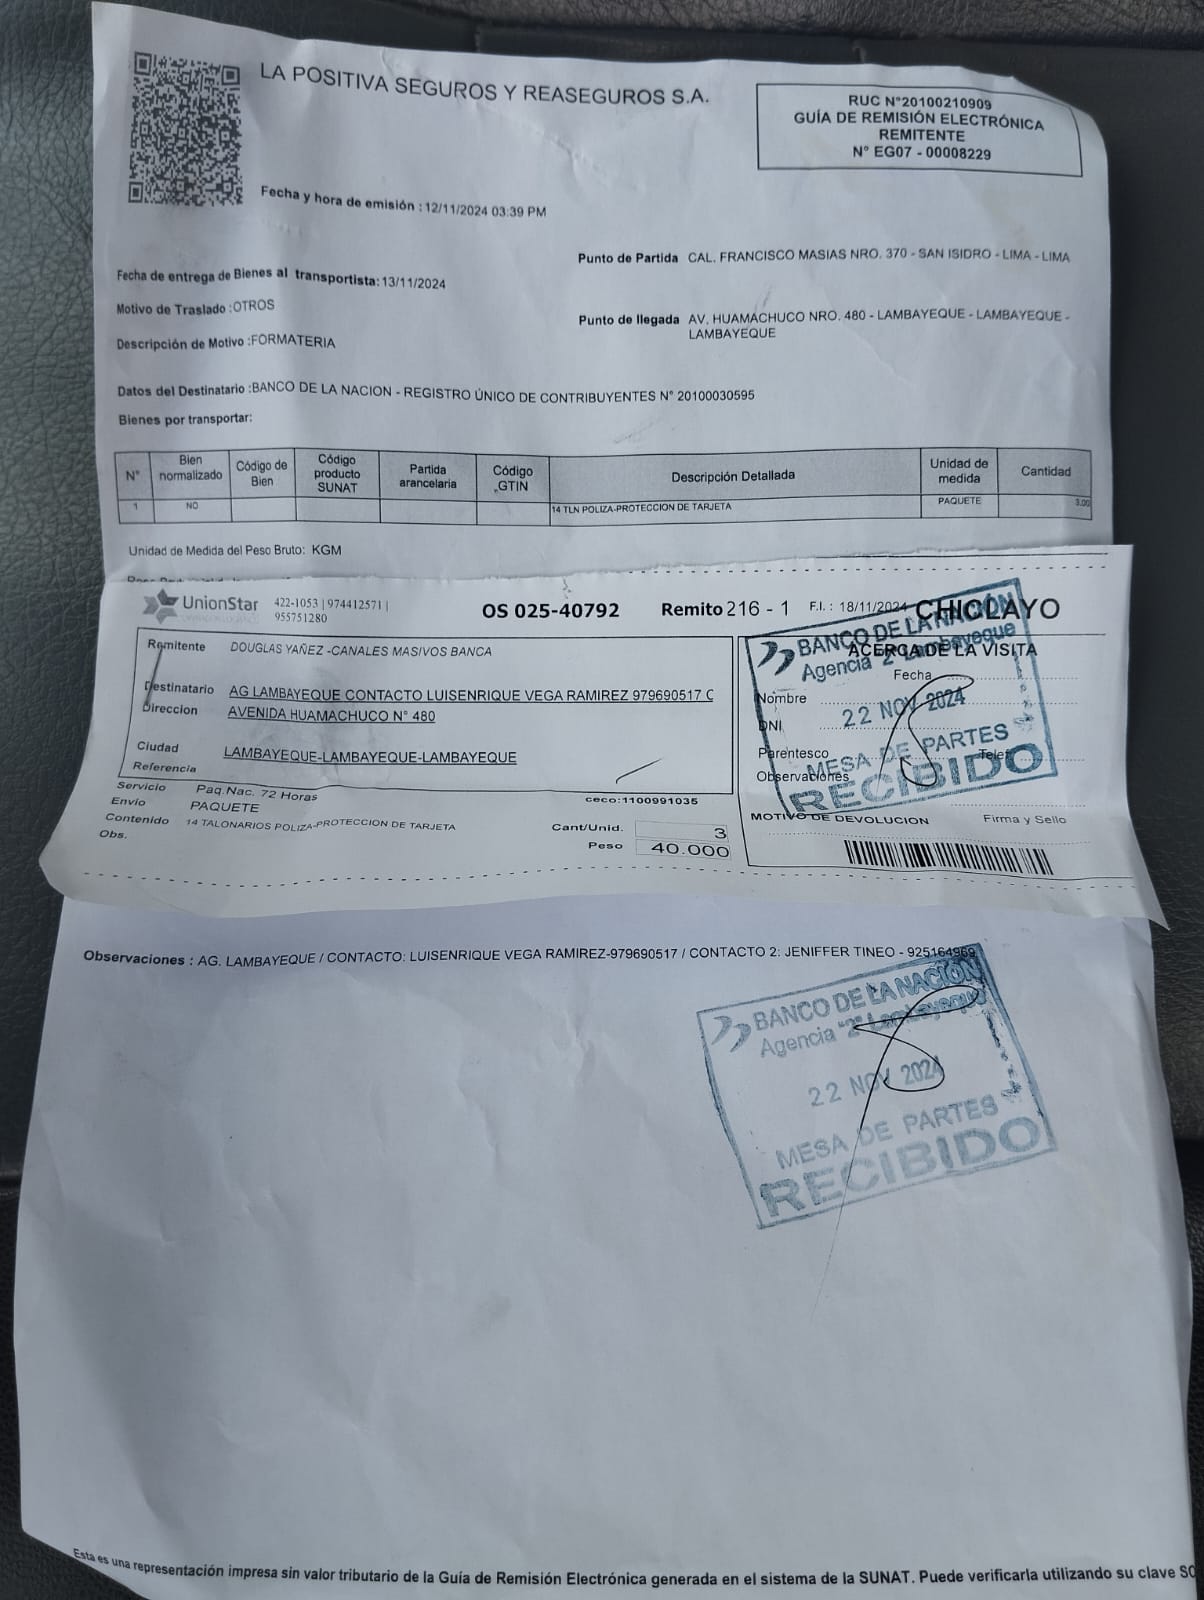 LA POSITIVA SEGUROS Y REASEGUROS S.A.
RUC N°20100210909
GUÍA DE REMISIÓN ELECTRÓNICA
REMITENTE
N° EG07 - 00008229
Fecha y hora de emisión : 12/11/2024 03:39 PM
Fecha de entrega de Bienes al transportista: 13/11/2024
Motivo de Traslado :OTROS
Descripción de Motivo :FORMATERIA
Punto de Partida CAL. FRANCISCO MASIAS NRO. 370 - SAN ISIDRO - LIMA - LIMA
Punto de llegada AV. HUAMACHUCO NRO. 480 - LAMBAYEQUE - LAMBAYEQUE -
LAMBAYEQUE
Datos del Destinatario :BANCO DE LA NACION - REGISTRO ÚNICO DE CONTRIBUYENTES N° 20100030595
Bienes por transportar:
N° Bien normalizado Código de Bien Código producto SUNAT Partida arancelaria Código GTIN Descripción Detallada Unidad de medida Cantidad
1 NO 14 TLN POLIZA-PROTECCION DE TARJETA PAQUETE 3.00
Unidad de Medida del Peso Bruto: KGM
UnionStar 422-1053 | 974412571 |
955751280
OS 025-40792 Remito 216 - 1 F.I. : 18/11/2024 CHICLAYO
Remitente DOUGLAS YAÑEZ -CANALES MASIVOS BANCA
Destinatario AG LAMBAYEQUE CONTACTO LUISENRIQUE VEGA RAMIREZ 979690517 C
Direccion AVENIDA HUAMACHUCO N° 480
Ciudad LAMBAYEQUE-LAMBAYEQUE-LAMBAYEQUE
Referencia
Servicio Paq.Nac. 72 Horas
Envío PAQUETE
Contenido 14 TALONARIOS POLIZA-PROTECCION DE TARJETA
Obs.
ceco:1100991035
Cant/Unid. 3
Peso 40.000
ACERCA DE LA VISITA
Fecha
Nombre
DNI
Parentesco Telef
Observaciones
MOTIVO DE DEVOLUCION Firma y Sello
BANCO DE LA NACIÓN
Agencia "2" Lambayeque
22 NOV 2024
MESA DE PARTES
RECIBIDO
Observaciones : AG. LAMBAYEQUE / CONTACTO: LUISENRIQUE VEGA RAMIREZ-979690517 / CONTACTO 2: JENIFFER TINEO - 925164969
BANCO DE LA NACIÓN
Agencia "2" Lambayeque
22 NOV 2024
MESA DE PARTES
RECIBIDO
Esta es una representación impresa sin valor tributario de la Guía de Remisión Electrónica generada en el sistema de la SUNAT. Puede verificarla utilizando su clave SO